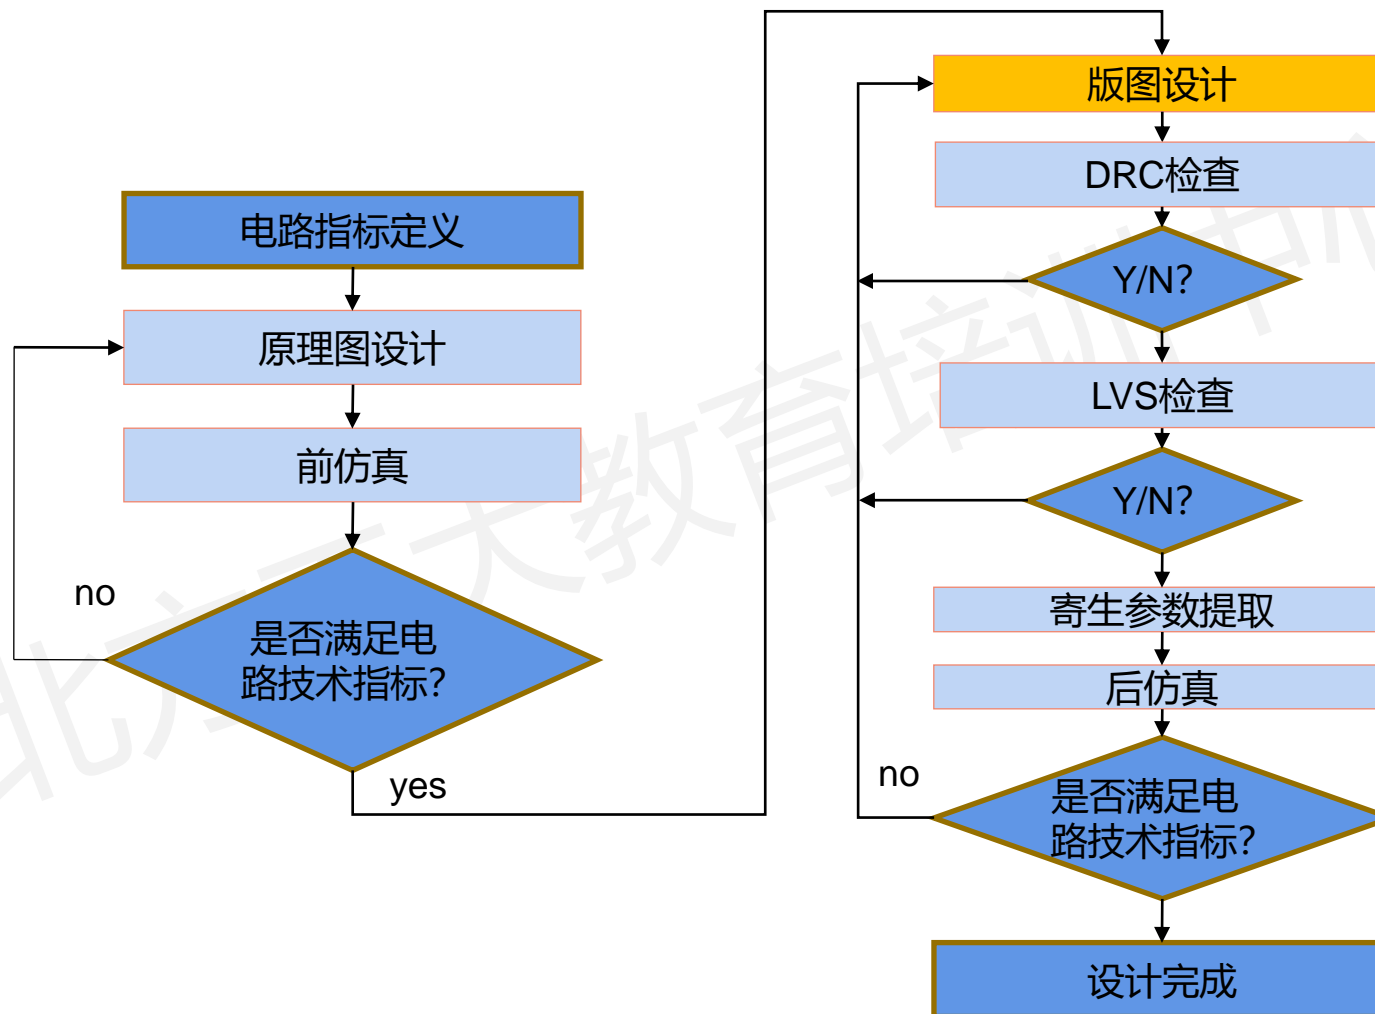 电路指标定义
原理图设计
前仿真
是否满足电
路技术指标？
no
yes
版图设计
DRC检查
Y/N?
LVS检查
Y/N?
寄生参数提取
后仿真
是否满足电
路技术指标？
no
设计完成